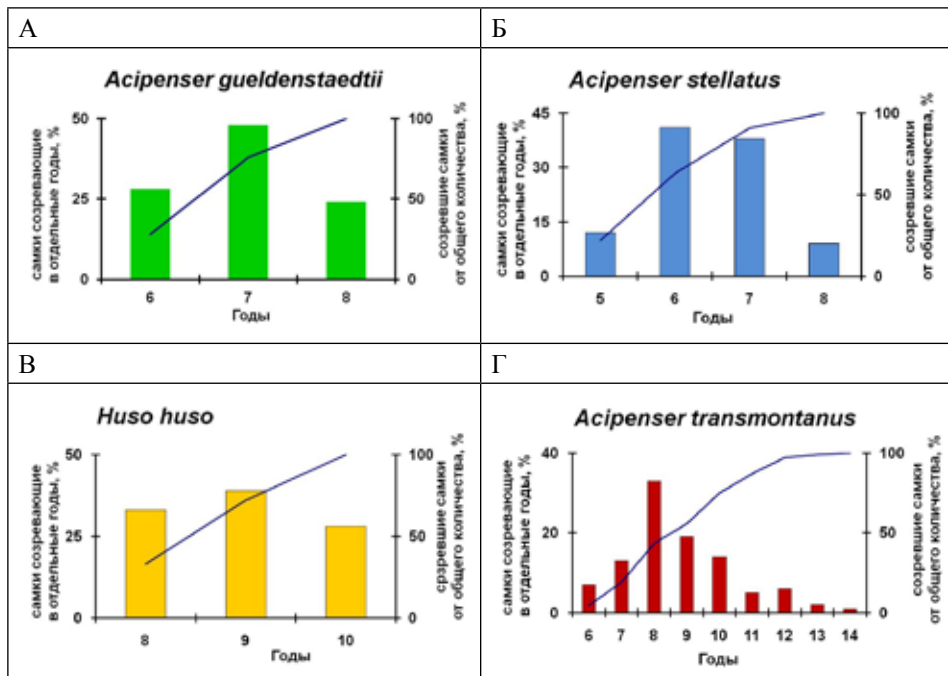 А
Acipenser gueldenstaedtii
самки созревающие
в отдельные годы, %
50
25
0
6 7 8
Годы
100
50
0
созревшие самки
от общего количества, %
Б
Acipenser stellatus
самки созревающие
в отдельные годы, %
45
30
15
0
5 6 7 8
Годы
100
50
0
созревшие самки
от общего количества, %
В
Huso huso
самки созревающие
в отдельные годы, %
50
25
0
8 9 10
Годы
100
50
0
срзревшие самки
от общего количества, %
Г
Acipenser transmontanus
самки созревающие
в отдельные годы, %
40
20
0
6 7 8 9 10 11 12 13 14
Годы
100
50
0
созревшие самки
от общего количества, %